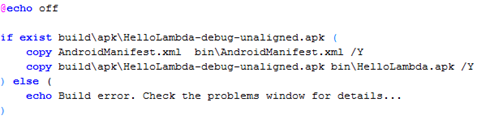 @echo off
if exist build\apk\HelloLambda-debug-unaligned.apk (
    copy AndroidManifest.xml  bin\AndroidManifest.xml /Y
    copy build\apk\HelloLambda-debug-unaligned.apk bin\HelloLambda.apk /Y
) else (
    echo Build error. Check the problems window for details...
)